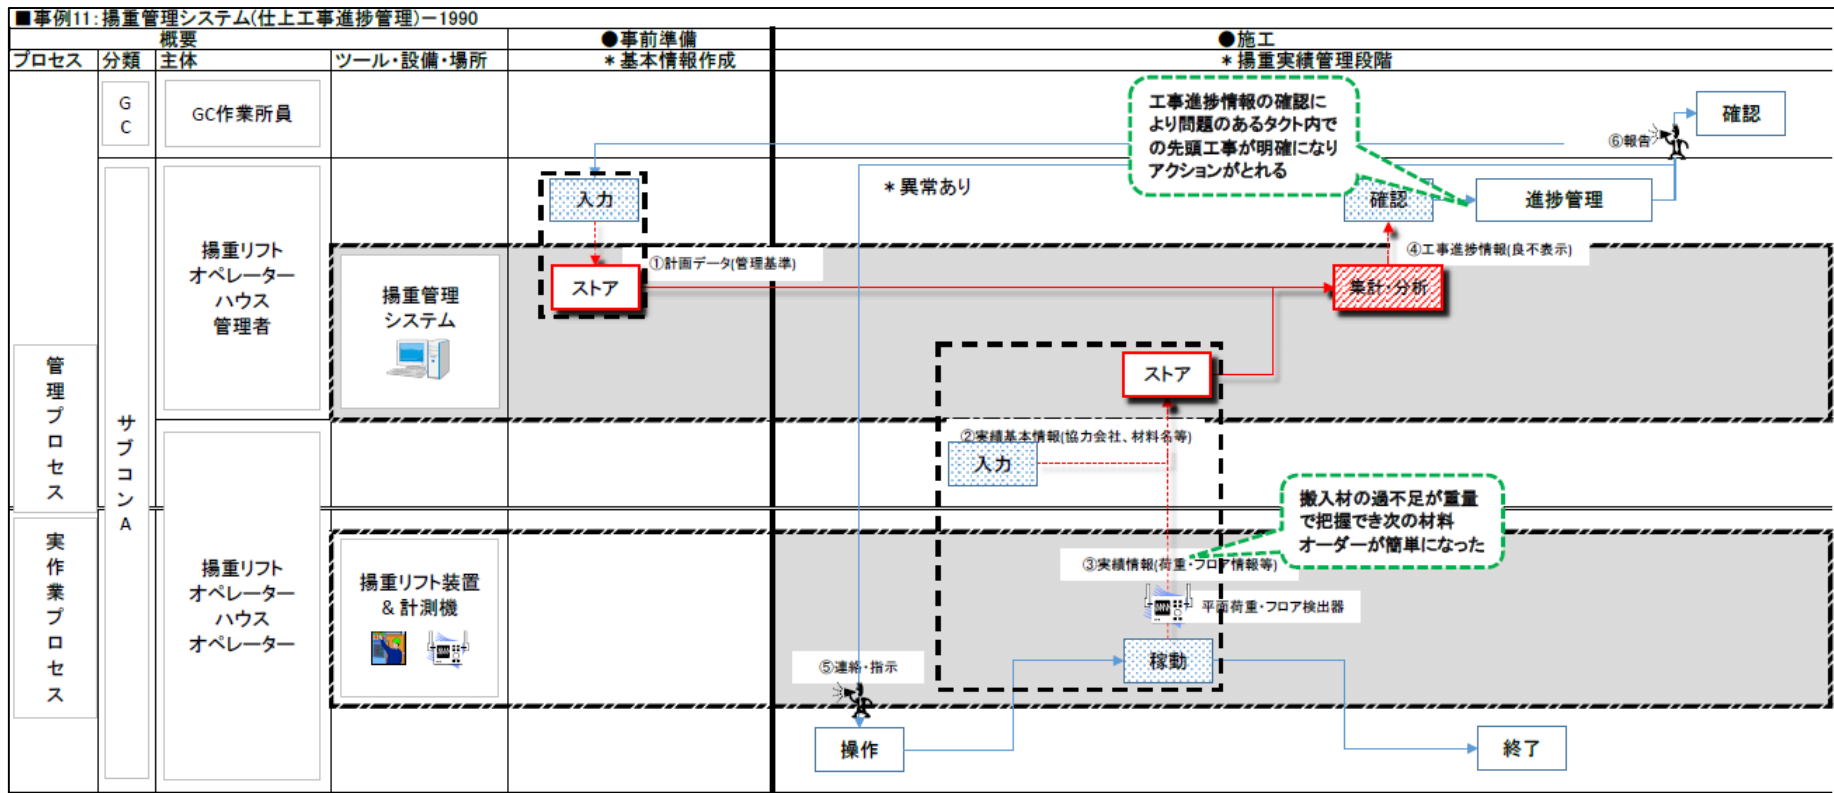 ■事例11：揚重管理システム(仕上工事進捗管理)－1990
概要
●事前準備
●施工
プロセス
分類
主体
ツール・設備・場所
＊基本情報作成
＊揚重実績管理段階
G
C
GC作業所員
工事進捗情報の確認に
より問題のあるタクト内で
の先頭工事が明確になり
アクションがとれる
⑥報告
確認
＊異常あり
入力
確認
進捗管理
サブコンA
揚重リフト
オペレーター
ハウス
管理者
揚重管理
システム
①計画データ(管理基準)
ストア
④工事進捗情報(良不表示)
集計・分析
ストア
管理プロセス
②実績基本情報(協力会社、材料名等)
入力
搬入材の過不足が重量
で把握でき次の材料
オーダーが簡単になった
実作業プロセス
揚重リフト
オペレーター
ハウス
オペレーター
揚重リフト装置
＆計測機
③実績情報(荷重・フロア情報等)
平面荷重・フロア検出器
稼動
⑤連絡・指示
操作
終了